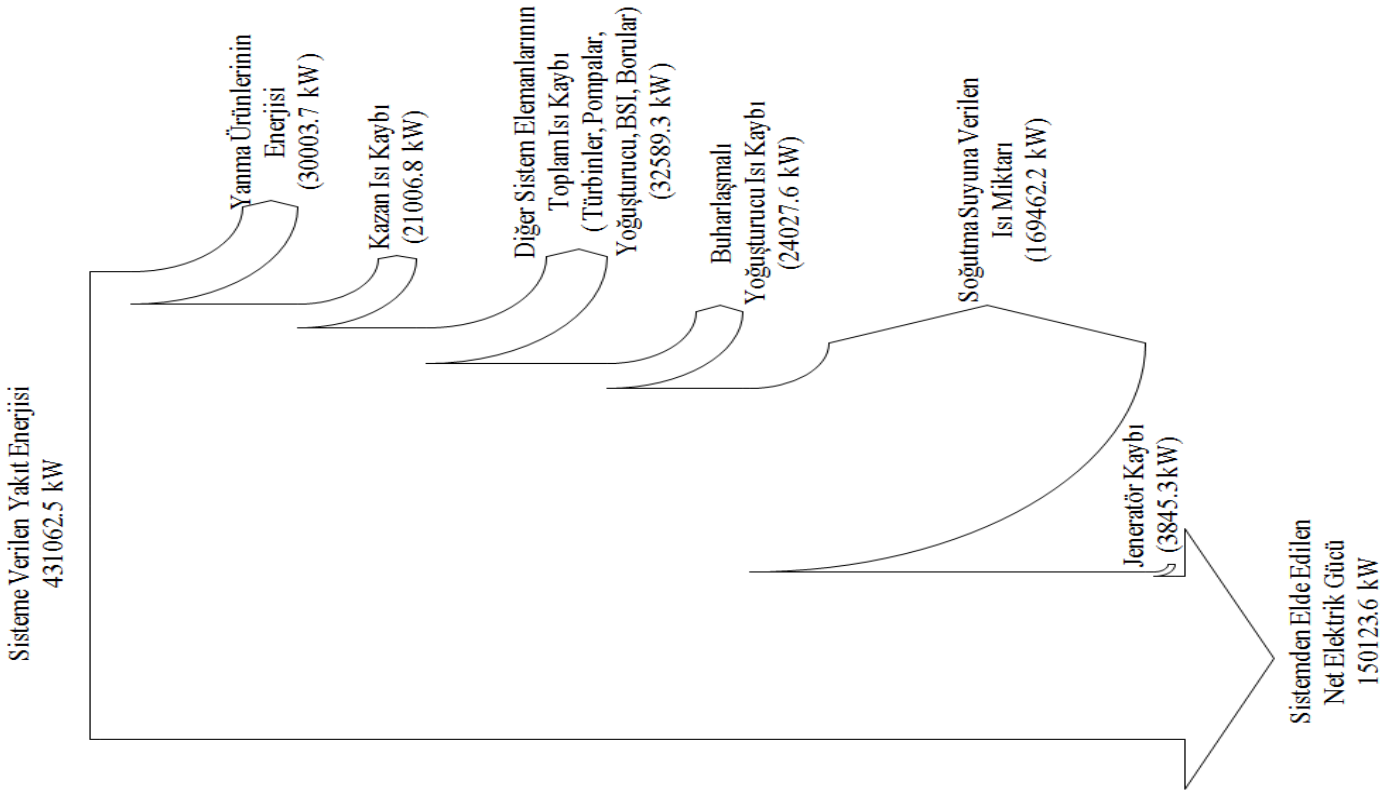 Sisteme Verilen Yakıt Enerjisi
431062.5 kW
Yanma Ürünlerinin
Enerjisi
(30003.7 kW)
Kazan Isı Kaybı
(21006.8 kW)
Diğer Sistem Elemanlarının
Toplam Isı Kaybı
(Türbinler, Pompalar,
Yoğuşturucu, BSI, Borular)
(32589.3 kW)
Buharlaşmalı
Yoğuşturucu Isı Kaybı
(24027.6 kW)
Soğutma Suyuna Verilen
Isı Miktarı
(169462.2 kW)
Jeneratör Kaybı
(3845.3kW)
Sistemden Elde Edilen
Net Elektrik Gücü
150123.6 kW